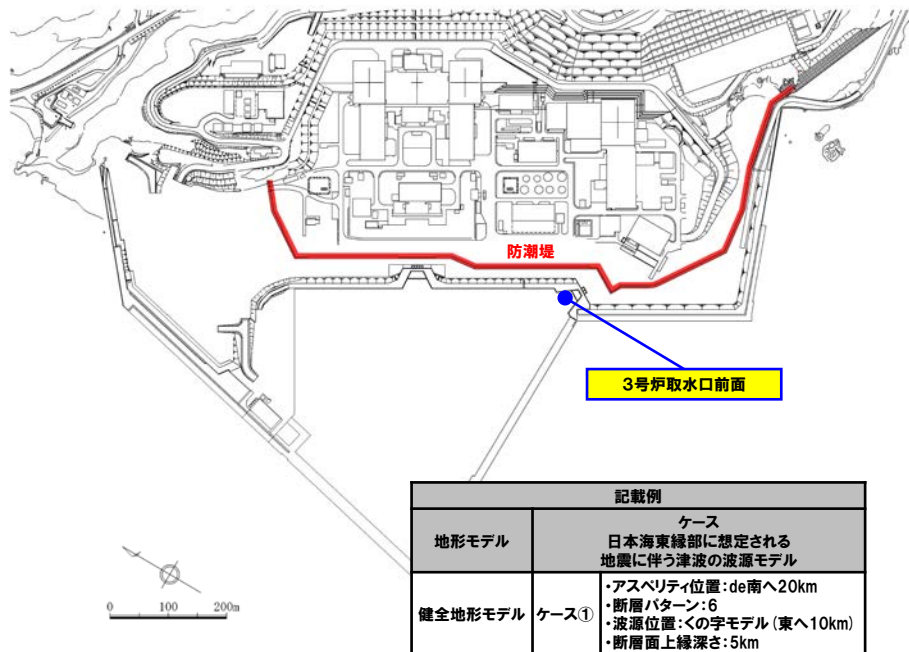 防潮堤
3号炉取水口前面
記載例
地形モデル
ケース
日本海東縁部に想定される
地震に伴う津波の波源モデル
健全地形モデル
ケース①
・アスペリティ位置:de南へ20km
・断層パターン:6
・波源位置:くの字モデル(東へ10km)
・断層面上縁深さ:5km
0 100 200m